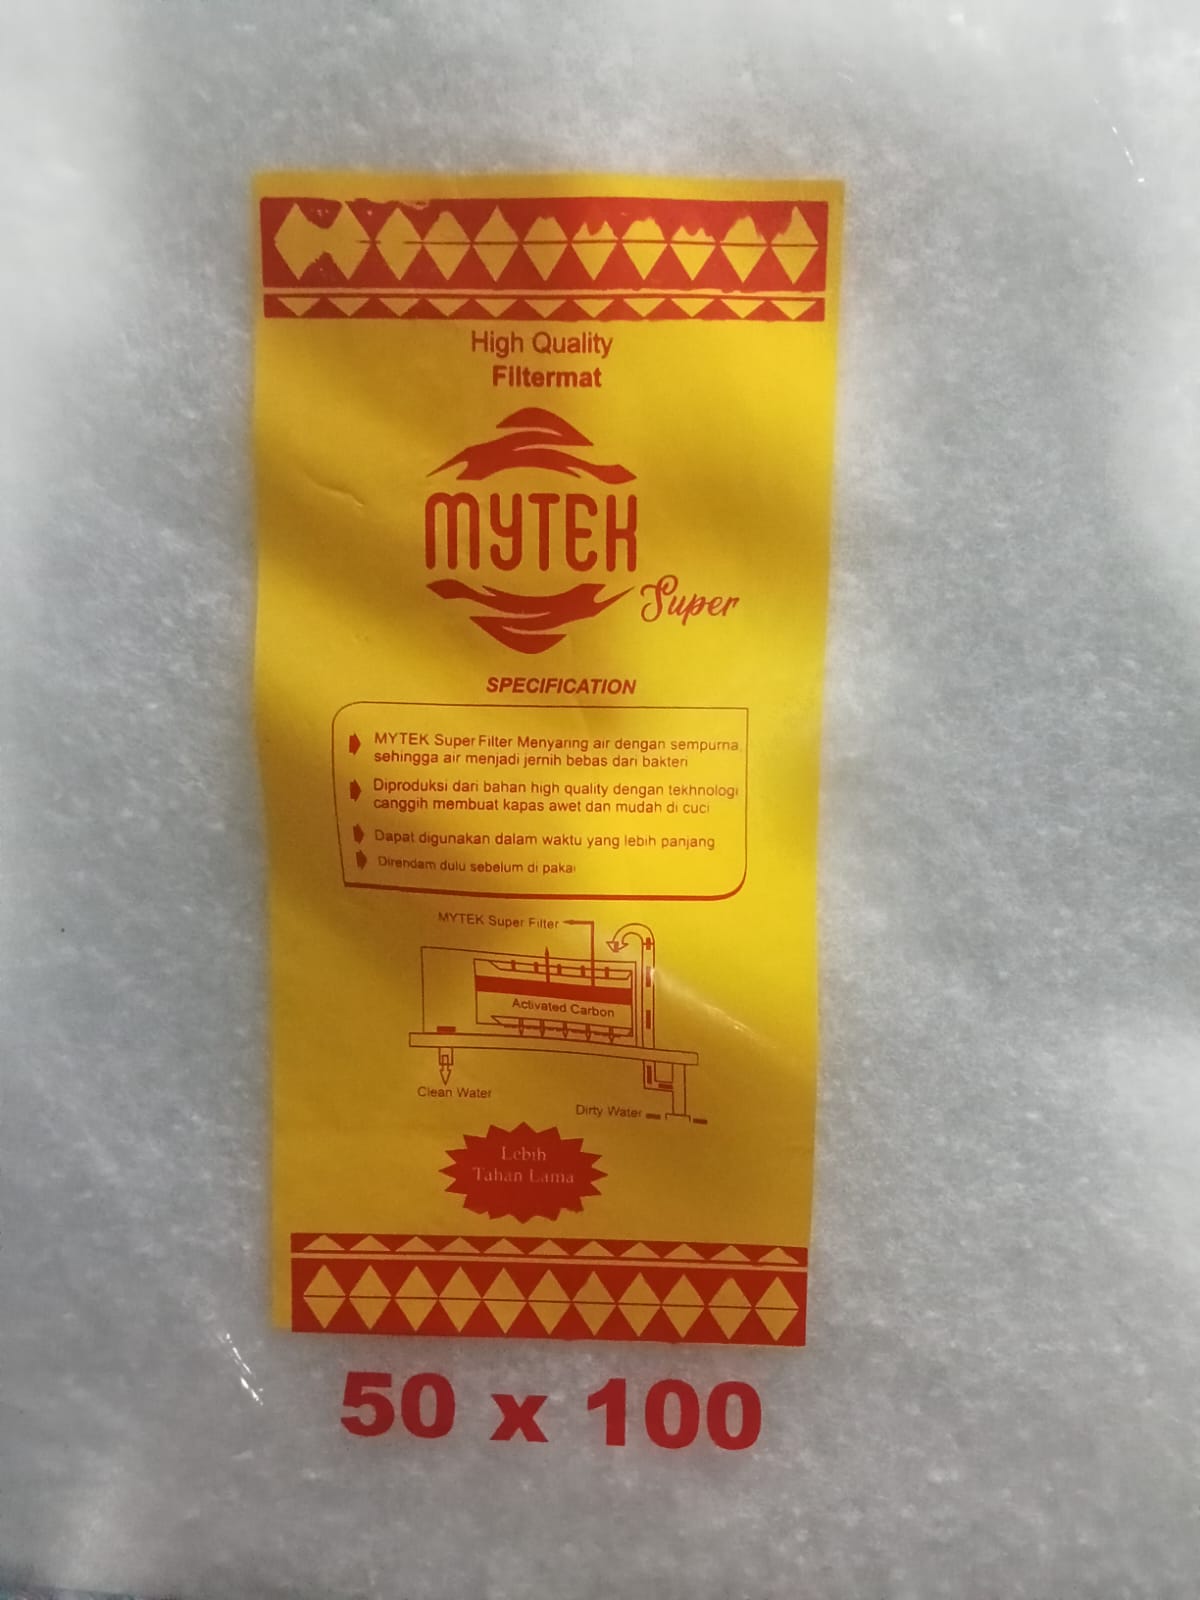 High Quality
Filtermat
MYTEK
Super
SPECIFICATION
MYTEK Super Filter Menyaring air dengan sempurna,
sehingga air menjadi jernih bebas dari bakteri
Diproduksi dari bahan high quality dengan tekhnologi
canggih membuat kapas awet dan mudah di cuci
Dapat digunakan dalam waktu yang lebih panjang
Direndam dulu sebelum di pakai
MYTEK Super Filter
Activated Carbon
Clean Water
Dirty Water
Lebih
Tahan Lama
50 x 100